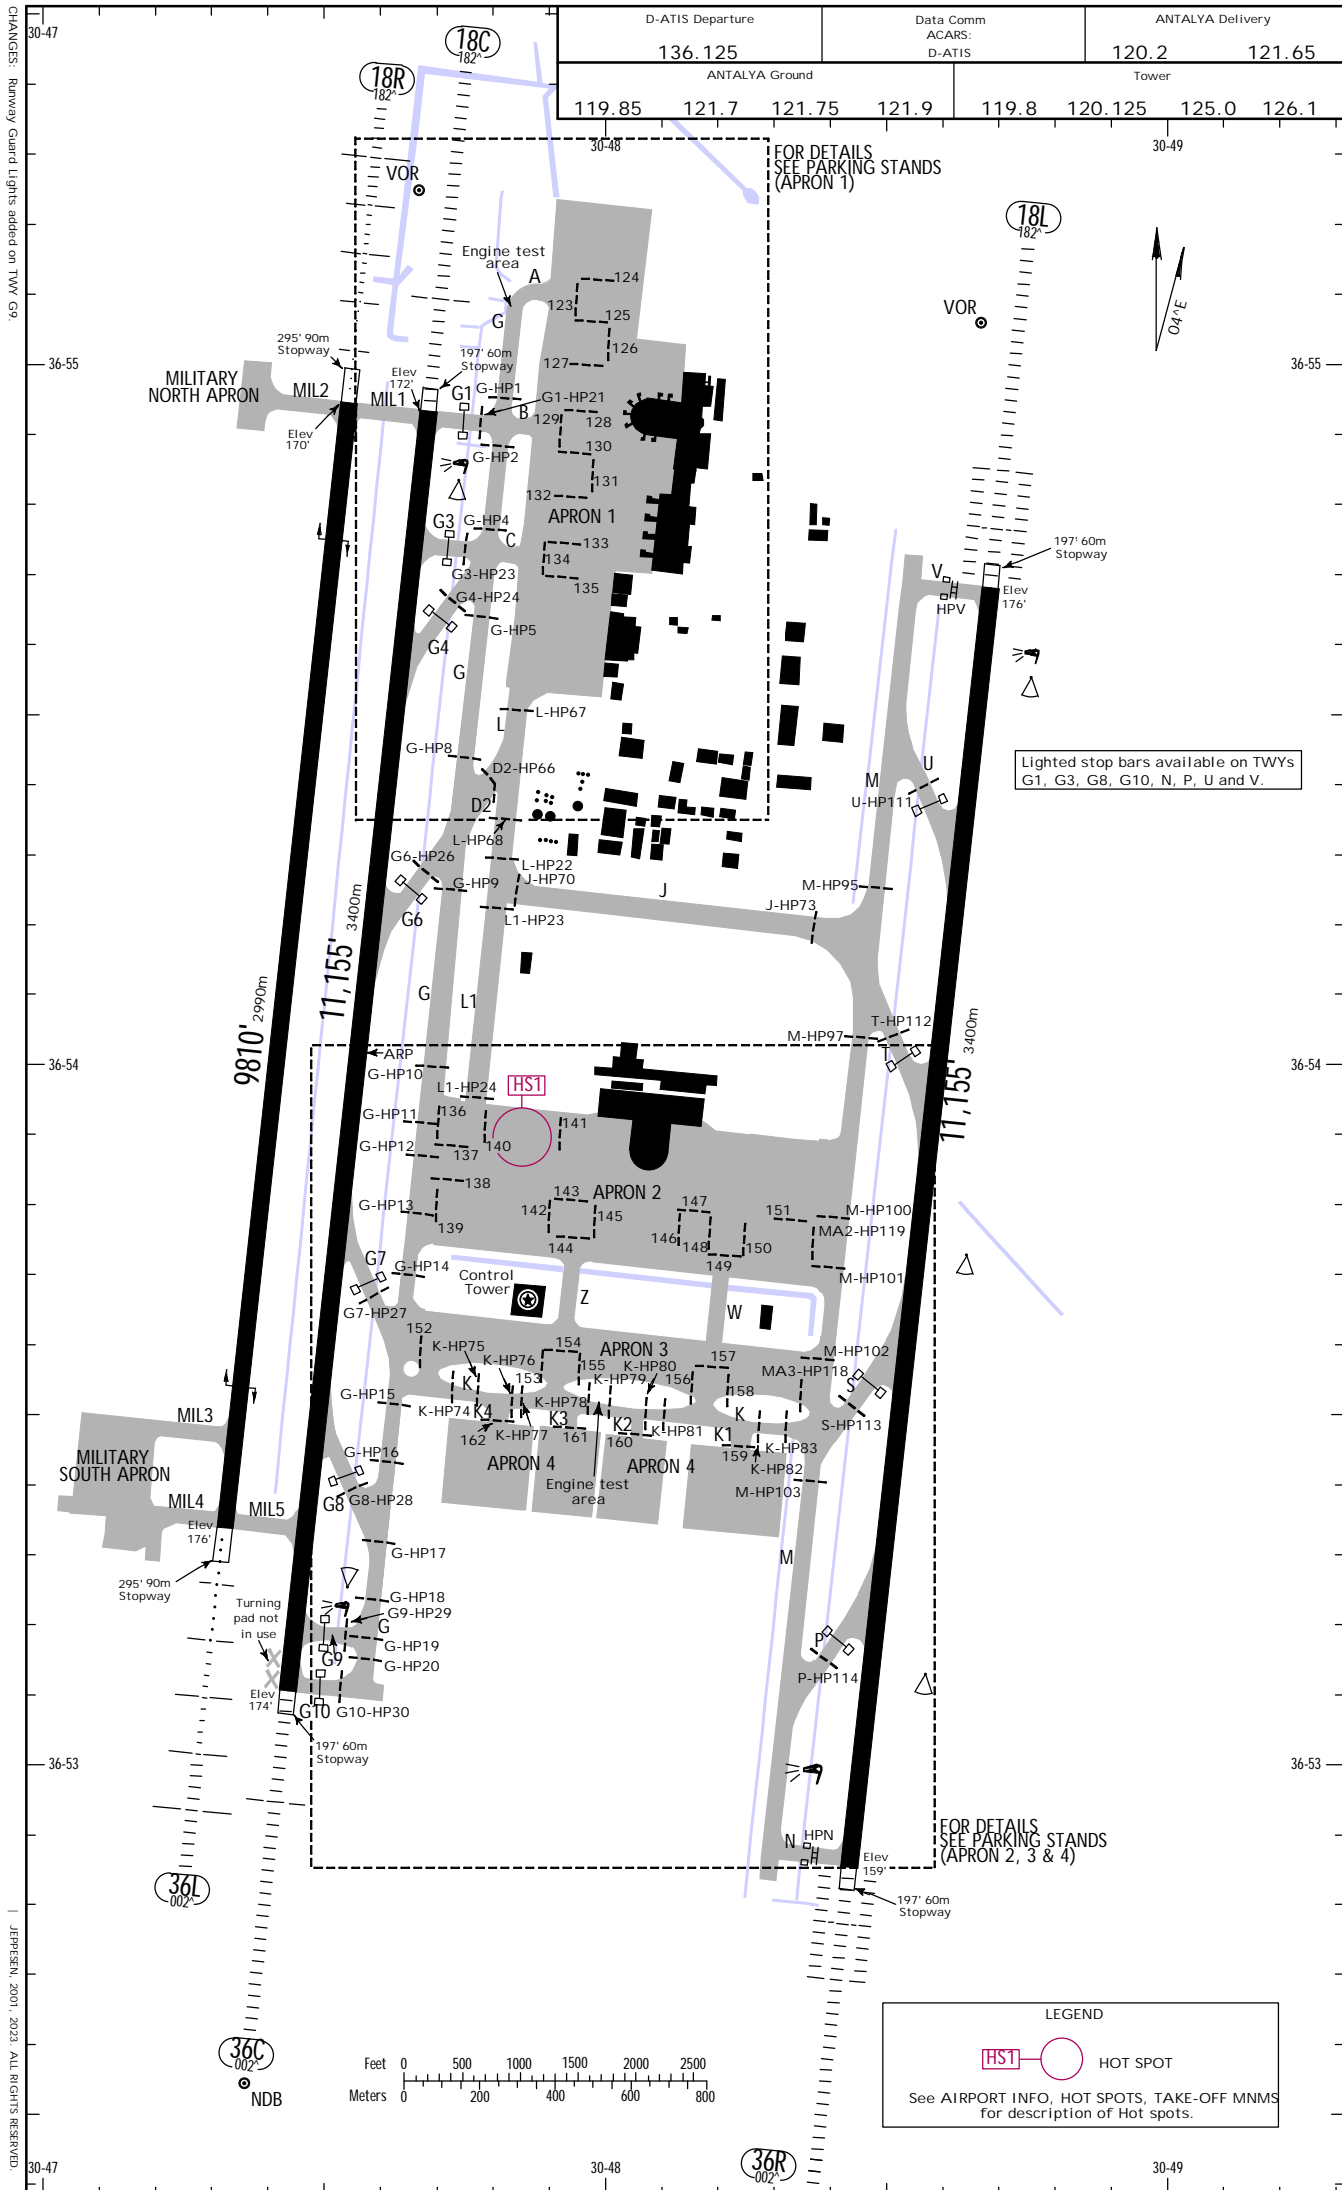 D-ATIS Departure
136.125
Data Comm
ACARS:
D-ATIS
ANTALYA Delivery
120.2 121.65
ANTALYA Ground
119.85 121.7 121.75 121.9
Tower
119.8 120.125 125.0 126.1
CHANGES: Runway Guard Lights added on TWY G9.
| JEPPESEN, 2001, 2023. ALL RIGHTS RESERVED.
30-47
30-48
30-49
18C
182^
18R
182^
18L
182^
VOR
FOR DETAILS
SEE PARKING STANDS
(APRON 1)
Engine test
area
A
G
124
123
125
126
127
VOR
04^E
36-55
36-55
295' 90m
Stopway
197' 60m
Stopway
Elev
172'
MILITARY
NORTH APRON
MIL2
MIL1
G1
G-HP1
G1-HP21
B
Elev
170'
G-HP2
129
128
130
131
132
APRON 1
G3
G-HP4
C
G3-HP23
133
134
135
G4-HP24
G-HP5
G4
G
197' 60m
Stopway
V
HPV
Elev
176'
L
L-HP67
G-HP8
D2-HP66
D2
L-HP68
M
U
U-HP111
Lighted stop bars available on TWYs
G1, G3, G8, G10, N, P, U and V.
G6-HP26
L-HP22
J-HP70
G-HP9
G6
L1-HP23
J
M-HP95
J-HP73
11,155' 3400m
9810' 2990m
G
L1
T-HP112
M-HP97
T
11,155' 3400m
36-54
36-54
ARP
G-HP10
L1-HP24
HS1
G-HP11
136
141
G-HP12
140
137
138
APRON 2
G-HP13
139
143
142
145
144
147
146
148
149
150
151
M-HP100
MA2-HP119
M-HP101
G7
G-HP14
G7-HP27
Control
Tower
Z
W
152
K-HP75
K-HP76
154
APRON 3
155
K-HP80
K-HP79
156
157
158
M-HP102
MA3-HP118
S
S-HP113
G-HP15
K
K-HP74
K4
153
K-HP78
K3
K-HP77
162
161
K2
160
K-HP81
K
K1
159
K-HP83
K-HP82
M-HP103
MIL3
MILITARY
SOUTH APRON
G-HP16
APRON 4
APRON 4
Engine test
area
MIL4
MIL5
G8
G8-HP28
Elev
176'
G-HP17
M
295' 90m
Stopway
Turning
pad not
in use
G-HP18
G9-HP29
G
G-HP19
G9
G-HP20
P
P-HP114
Elev
174'
G10
G10-HP30
197' 60m
Stopway
36-53
36-53
N
HPN
Elev
159'
FOR DETAILS
SEE PARKING STANDS
(APRON 2, 3 & 4)
197' 60m
Stopway
36L
002^
36C
002^
NDB
36R
002^
Feet 0 500 1000 1500 2000 2500
Meters 0 200 400 600 800
LEGEND
HS1
HOT SPOT
See AIRPORT INFO, HOT SPOTS, TAKE-OFF MNMS
for description of Hot spots.
30-47
30-48
30-49